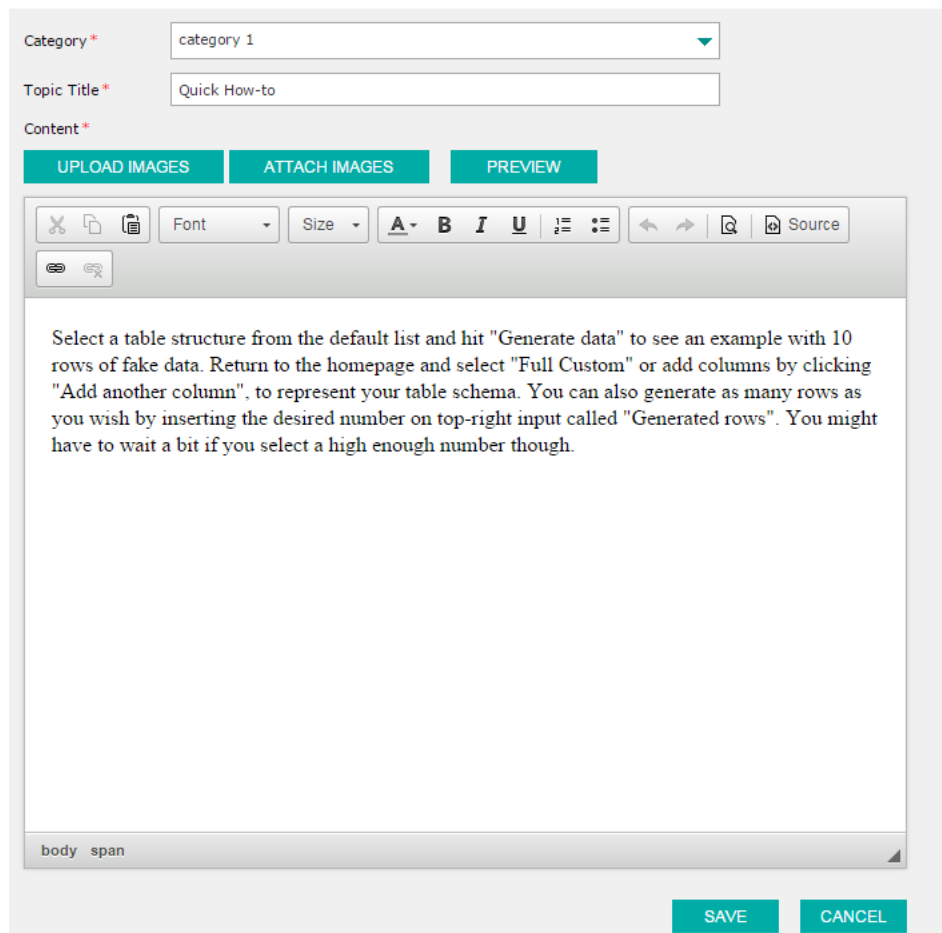 Category *
category 1
Topic Title *
Quick How-to
Content *
UPLOAD IMAGES ATTACH IMAGES PREVIEW
Font Size A B I U Source
Select a table structure from the default list and hit "Generate data" to see an example with 10
rows of fake data. Return to the homepage and select "Full Custom" or add columns by clicking
"Add another column", to represent your table schema. You can also generate as many rows as
you wish by inserting the desired number on top-right input called "Generated rows". You might
have to wait a bit if you select a high enough number though.
body span
SAVE CANCEL